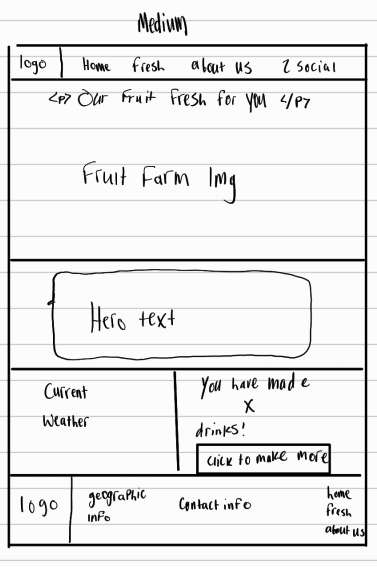 Medium
logo Home fresh about us 2 social
<p> Our Fruit Fresh for you </p>
Fruit Farm Img
Hero text
Current
Weather
You have made
X
drinks!
click to make more
logo
geographic
info
Contact info
home
fresh
about us